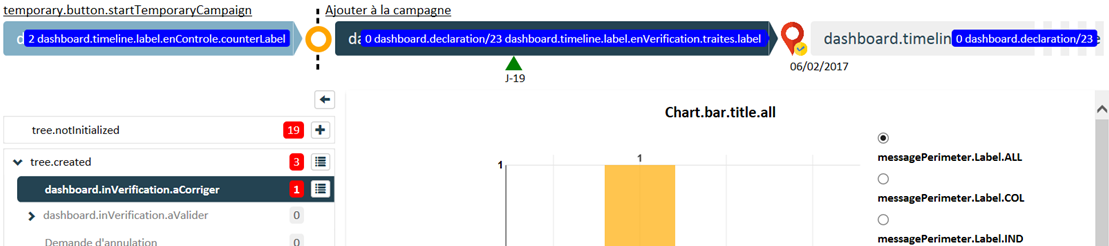 temporary.button.startTemporaryCampaign
Ajouter à la campagne
2 dashboard.timeline.label.enControle.counterLabel
0 dashboard.declaration/23 dashboard.timeline.label.enVerification.traites.label
dashboard.timelin
0 dashboard.declaration/23
J-19
06/02/2017
Chart.bar.title.all
tree.notInitialized 19
tree.created 3
dashboard.inVerification.aCorriger 1
dashboard.inVerification.aValider 0
Demande d'annulation 0
1
1
messagePerimeter.Label.ALL
messagePerimeter.Label.COL
messagePerimeter.Label.IND